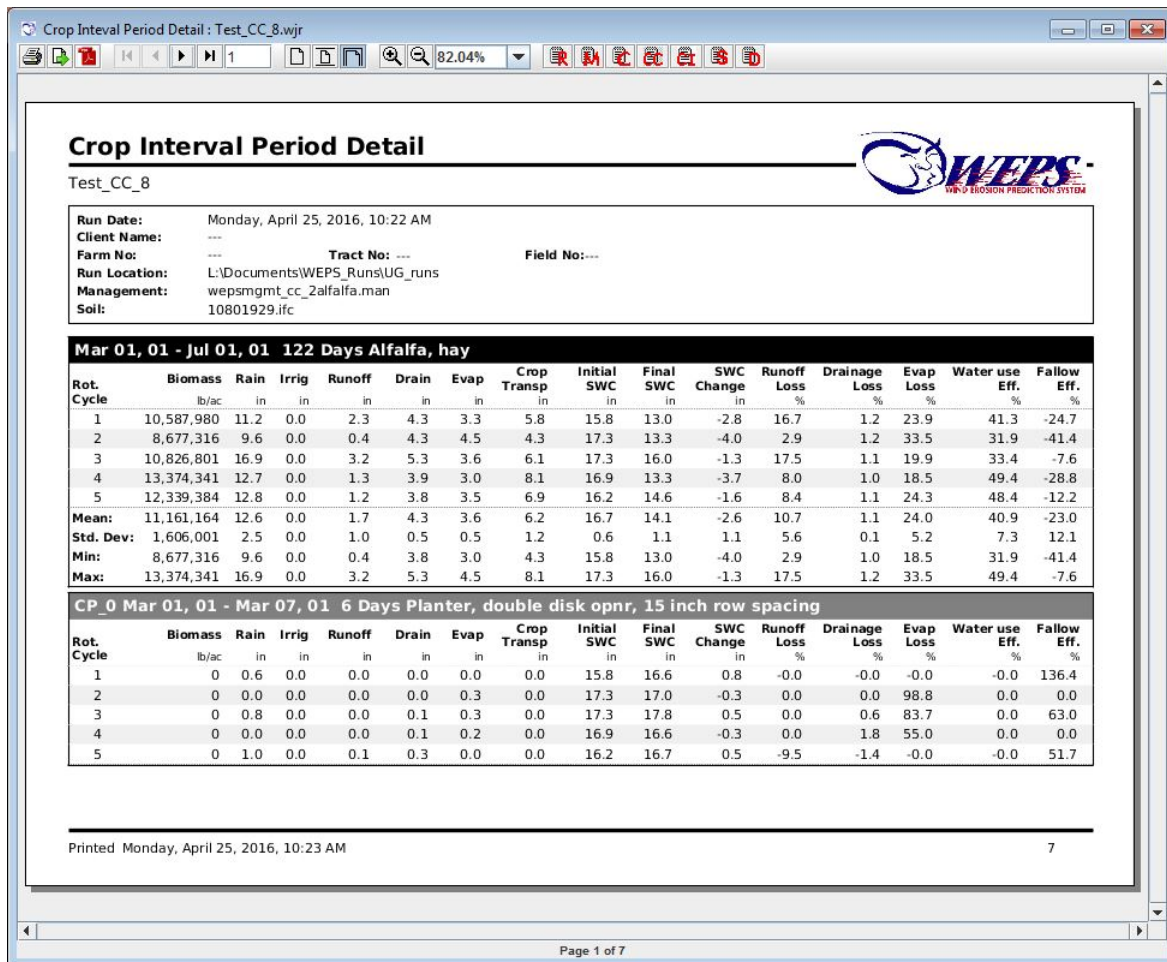 Crop Inteval Period Detail : Test_CC_8.wjr
1 82.04% R M C CC CI S D
Crop Interval Period Detail
WEPS
WIND EROSION PREDICTION SYSTEM
Test_CC_8
Run Date: Monday, April 25, 2016, 10:22 AM
Client Name: ---
Farm No: --- Tract No: --- Field No:---
Run Location: L:\Documents\WEPS_Runs\UG_runs
Management: wepsmgmt_cc_2alfalfa.man
Soil: 10801929.ifc
Mar 01, 01 - Jul 01, 01 122 Days Alfalfa, hay
Rot. Cycle Biomass Rain Irrig Runoff Drain Evap Crop Transp Initial SWC Final SWC SWC Change Runoff Loss Drainage Loss Evap Loss Water use Eff. Fallow Eff.
lb/ac in in in in in in in in in % % % % %
1 10,587,980 11.2 0.0 2.3 4.3 3.3 5.8 15.8 13.0 -2.8 16.7 1.2 23.9 41.3 -24.7
2 8,677,316 9.6 0.0 0.4 4.3 4.5 4.3 17.3 13.3 -4.0 2.9 1.2 33.5 31.9 -41.4
3 10,826,801 16.9 0.0 3.2 5.3 3.6 6.1 17.3 16.0 -1.3 17.5 1.1 19.9 33.4 -7.6
4 13,374,341 12.7 0.0 1.3 3.9 3.0 8.1 16.9 13.3 -3.7 8.0 1.0 18.5 49.4 -28.8
5 12,339,384 12.8 0.0 1.2 3.8 3.5 6.9 16.2 14.6 -1.6 8.4 1.1 24.3 48.4 -12.2
Mean: 11,161,164 12.6 0.0 1.7 4.3 3.6 6.2 16.7 14.1 -2.6 10.7 1.1 24.0 40.9 -23.0
Std. Dev: 1,606,001 2.5 0.0 1.0 0.5 0.5 1.2 0.6 1.1 1.1 5.6 0.1 5.2 7.3 12.1
Min: 8,677,316 9.6 0.0 0.4 3.8 3.0 4.3 15.8 13.0 -4.0 2.9 1.0 18.5 31.9 -41.4
Max: 13,374,341 16.9 0.0 3.2 5.3 4.5 8.1 17.3 16.0 -1.3 17.5 1.2 33.5 49.4 -7.6
CP_0 Mar 01, 01 - Mar 07, 01 6 Days Planter, double disk opnr, 15 inch row spacing
Rot. Cycle Biomass Rain Irrig Runoff Drain Evap Crop Transp Initial SWC Final SWC SWC Change Runoff Loss Drainage Loss Evap Loss Water use Eff. Fallow Eff.
lb/ac in in in in in in in in in % % % % %
1 0 0.6 0.0 0.0 0.0 0.0 0.0 15.8 16.6 0.8 -0.0 -0.0 -0.0 -0.0 136.4
2 0 0.0 0.0 0.0 0.0 0.3 0.0 17.3 17.0 -0.3 0.0 0.0 98.8 0.0 0.0
3 0 0.8 0.0 0.0 0.1 0.3 0.0 17.3 17.8 0.5 0.0 0.6 83.7 0.0 63.0
4 0 0.0 0.0 0.0 0.1 0.2 0.0 16.9 16.6 -0.3 0.0 1.8 55.0 0.0 0.0
5 0 1.0 0.0 0.1 0.3 0.0 0.0 16.2 16.7 0.5 -9.5 -1.4 -0.0 -0.0 51.7
Printed Monday, April 25, 2016, 10:23 AM 7
Page 1 of 7